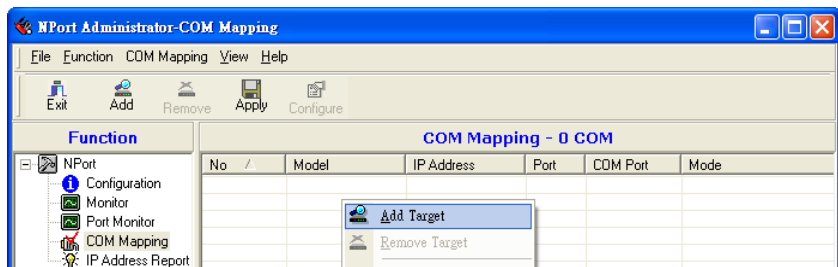 NPort Administrator-COM Mapping
File Function COM Mapping View Help
Exit Add Remove Apply Configure
Function COM Mapping - 0 COM
No Model IP Address Port COM Port Mode
NPort
Configuration
Monitor
Port Monitor
COM Mapping
IP Address Report
Add Target
Remove Target